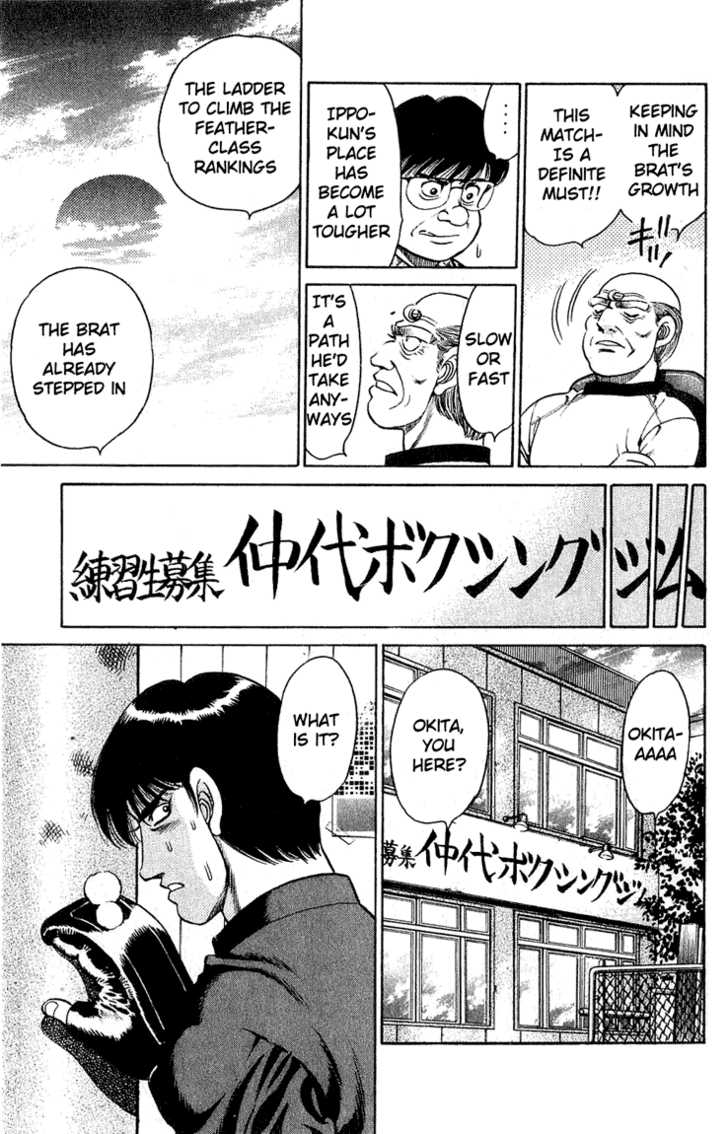 KEEPING
IN MIND
THE
BRAT'S
GROWTH
THIS
MATCH-
IS A
DEFINITE
MUST!!
ギッ
...
IPPO-
KUN'S
PLACE
HAS
BECOME
A LOT
TOUGHER
SLOW
OR
FAST
IT'S
A
PATH
HE'D
TAKE
ANY-
WAYS
THE LADDER
TO CLIMB THE
FEATHER-
CLASS
RANKINGS
THE BRAT
HAS
ALREADY
STEPPED IN
練習生募集 仲代ボクシングジム
OKITA-
AAAA
OKITA,
YOU
HERE?
募集 仲代ボクシングジム
WHAT
IS IT?